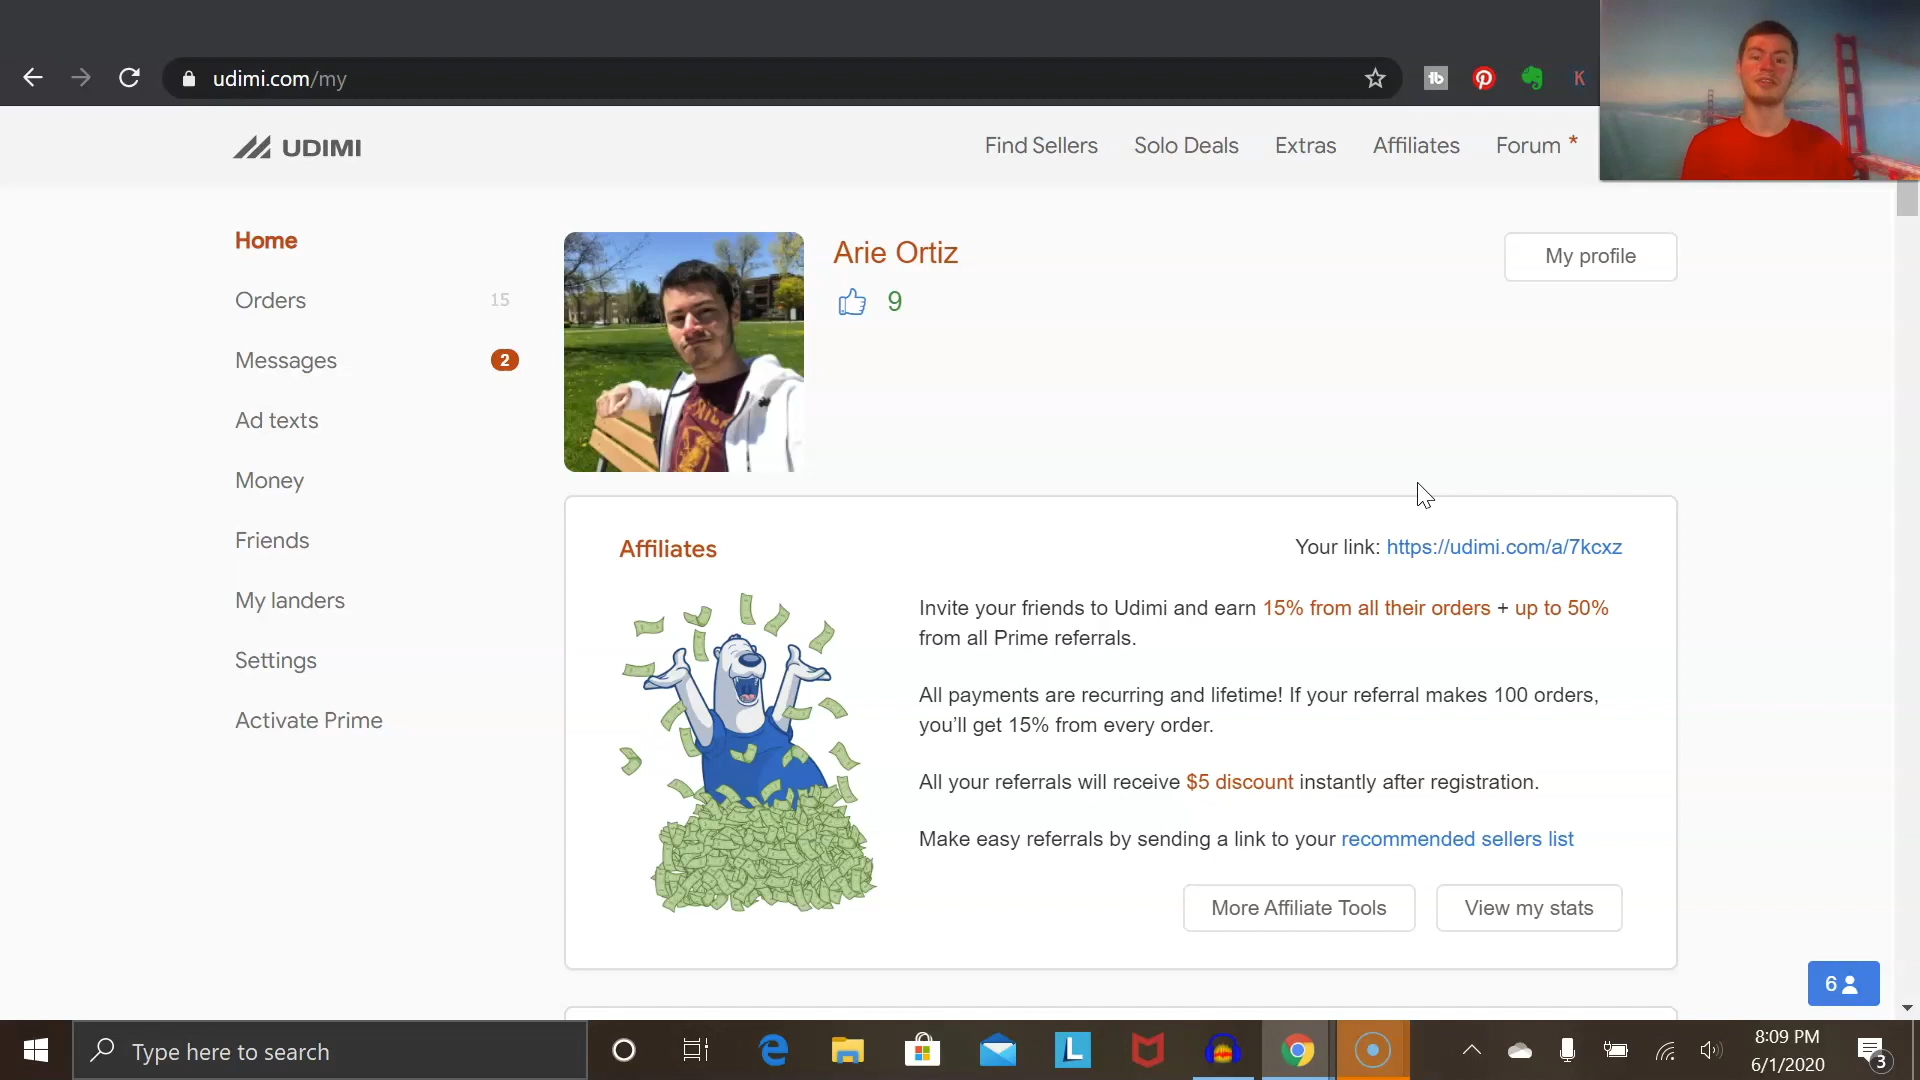 udimi.com/my
UDIMI
Find Sellers
Solo Deals
Extras
Affiliates
Forum *
Home
Orders 15
Messages 2
Ad texts
Money
Friends
My landers
Settings
Activate Prime
Arie Ortiz
9
My profile
Affiliates
Your link: https://udimi.com/a/7kcxz
Invite your friends to Udimi and earn 15% from all their orders + up to 50%
from all Prime referrals.
All payments are recurring and lifetime! If your referral makes 100 orders,
you'll get 15% from every order.
All your referrals will receive $5 discount instantly after registration.
Make easy referrals by sending a link to your recommended sellers list
More Affiliate Tools
View my stats
6
Type here to search
L
8:09 PM
6/1/2020
3